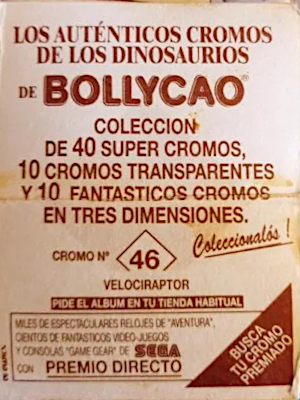 LOS AUTÉNTICOS CROMOS
DE LOS DINOSAURIOS
DE BOLLYCAO®
COLECCION
DE 40 SUPER CROMOS,
10 CROMOS TRANSPARENTES
Y 10 FANTASTICOS CROMOS
EN TRES DIMENSIONES.
Coleccionalós!
CROMO Nº 46
VELOCIRAPTOR
PIDE EL ALBUM EN TU TIENDA HABITUAL
MILES DE ESPECTACULARES RELOJES DE "AVENTURA",
CIENTOS DE FANTASTICOS VIDEO-JUEGOS
Y CONSOLAS "GAME GEAR" DE SEGA
CON PREMIO DIRECTO
BUSCA
TU CROMO
PREMIADO